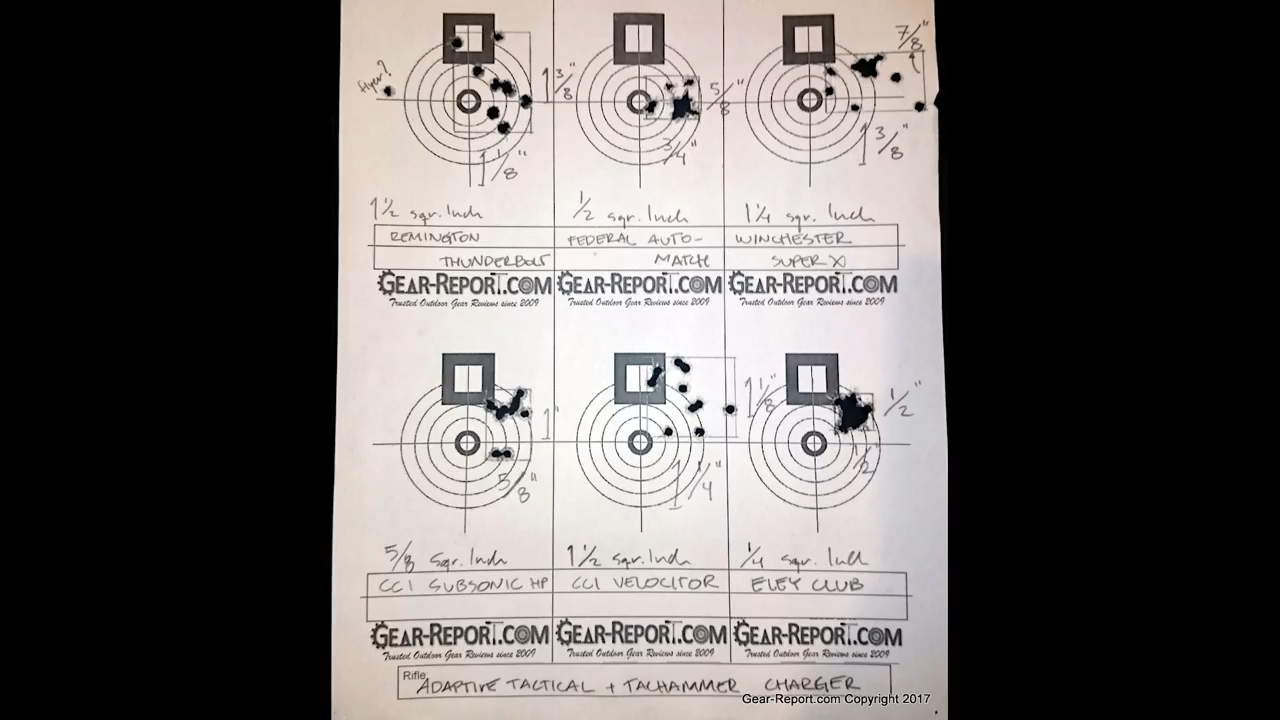 flyer?
1 3/8"
1 1/8"
5/8"
3/4"
7/8"
1 3/8"
1 1/2 sqr. Inch
1/2 sqr. Inch
1 1/4 sqr. Inch
REMINGTON
THUNDERBOLT
FEDERAL AUTO-
MATCH
WINCHESTER
SUPER X
GEAR-REPORT.COM
Trusted Outdoor Gear Reviews since 2009
GEAR-REPORT.COM
Trusted Outdoor Gear Reviews since 2009
GEAR-REPORT.COM
Trusted Outdoor Gear Reviews since 2009
1"
5/8"
1 1/8"
1 1/4"
1/2"
1/2"
5/8 Sqr. Inch
1 1/2 sqr. Inch
1/4 sqr. Inch
CCI SUBSONIC HP
CCI VELOCITOR
ELEY CLUB
GEAR-REPORT.COM
Trusted Outdoor Gear Reviews since 2009
GEAR-REPORT.COM
Trusted Outdoor Gear Reviews since 2009
GEAR-REPORT.COM
Trusted Outdoor Gear Reviews since 2009
Rifle: ADAPTIVE TACTICAL + TACHAMMER CHARGER
Gear-Report.com Copyright 2017